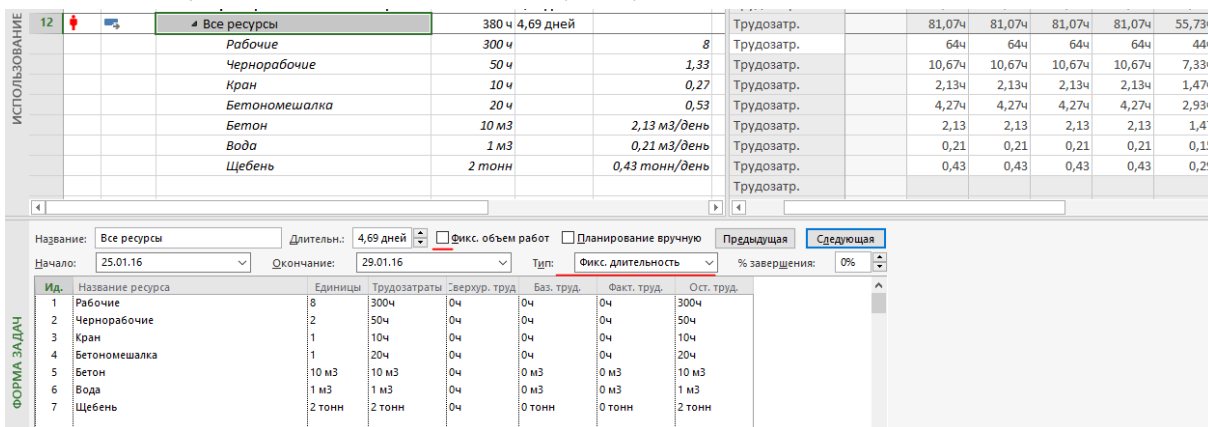 ИСПОЛЬЗОВАНИЕ
12 Все ресурсы 380 ч 4,69 дней Трудозатр. 81,07ч 81,07ч 81,07ч 81,07ч 55,73
Рабочие 300 ч 8 Трудозатр. 64ч 64ч 64ч 64ч 44
Чернорабочие 50 ч 1,33 Трудозатр. 10,67ч 10,67ч 10,67ч 10,67ч 7,33
Кран 10 ч 0,27 Трудозатр. 2,13ч 2,13ч 2,13ч 2,13ч 1,47
Бетономешалка 20 ч 0,53 Трудозатр. 4,27ч 4,27ч 4,27ч 4,27ч 2,93
Бетон 10 м3 2,13 м3/день Трудозатр. 2,13 2,13 2,13 2,13 1,4
Вода 1 м3 0,21 м3/день Трудозатр. 0,21 0,21 0,21 0,21
Щебень 2 тонн 0,43 тонн/день Трудозатр. 0,43 0,43 0,43 0,43
Трудозатр.
ФОРМА ЗАДАЧ
Название: Все ресурсы Длительн.: 4,69 дней Фикс. объем работ Планирование вручную Предыдущая Следующая
Начало: 25.01.16 Окончание: 29.01.16 Тип: Фикс. длительность % завершения: 0%
Ид. Название ресурса Единицы Трудозатраты Сверхур. труд Баз. труд. Факт. труд. Ост. труд.
1 Рабочие 8 300ч 0ч 0ч 0ч 300ч
2 Чернорабочие 2 50ч 0ч 0ч 0ч 50ч
3 Кран 1 10ч 0ч 0ч 0ч 10ч
4 Бетономешалка 1 20ч 0ч 0ч 0ч 20ч
5 Бетон 10 м3 10 м3 0ч 0 м3 0 м3 10 м3
6 Вода 1 м3 1 м3 0ч 0 м3 0 м3 1 м3
7 Щебень 2 тонн 2 тонн 0ч 0 тонн 0 тонн 2 тонн